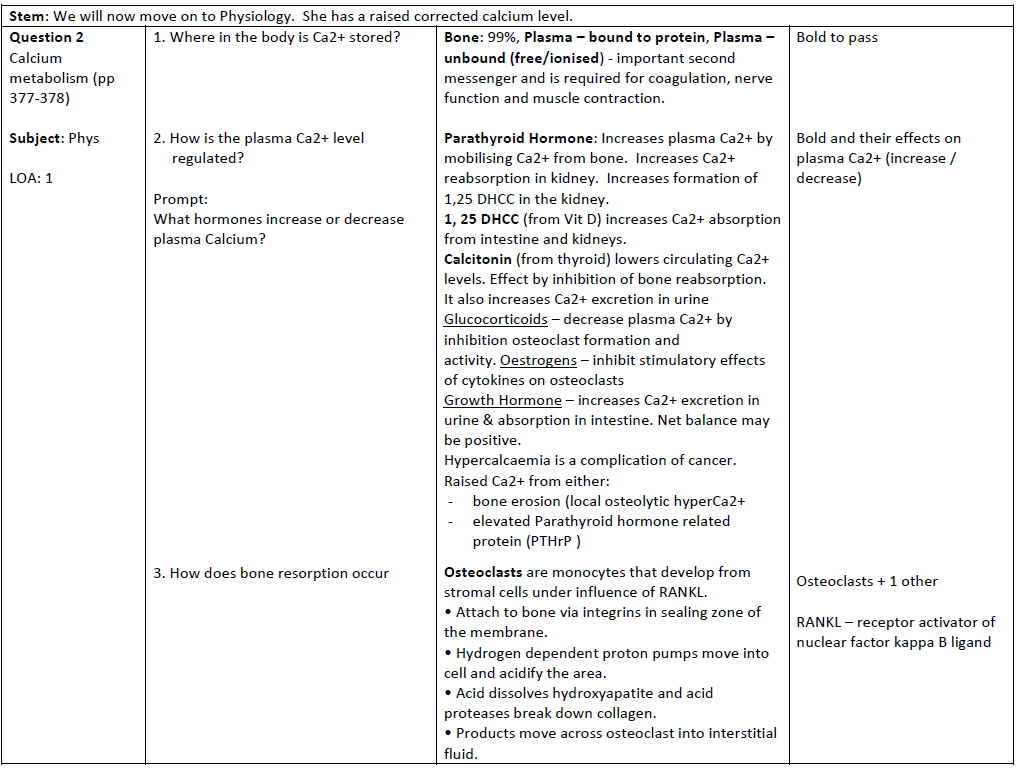 Stem: We will now move on to Physiology.  She has a raised corrected calcium level.
Question 2
Calcium
metabolism (pp
377-378)
Subject: Phys
LOA: 1
1. Where in the body is Ca2+ stored?
2. How is the plasma Ca2+ level
regulated?
Prompt:
What hormones increase or decrease
plasma Calcium?
3. How does bone resorption occur
Bone: 99%, Plasma – bound to protein, Plasma –
unbound (free/ionised) - important second
messenger and is required for coagulation, nerve
function and muscle contraction.
Parathyroid Hormone: Increases plasma Ca2+ by
mobilising Ca2+ from bone.  Increases Ca2+
reabsorption in kidney.  Increases formation of
1,25 DHCC in the kidney.
1, 25 DHCC (from Vit D) increases Ca2+ absorption
from intestine and kidneys.
Calcitonin (from thyroid) lowers circulating Ca2+
levels. Effect by inhibition of bone reabsorption.
It also increases Ca2+ excretion in urine
Glucocorticoids – decrease plasma Ca2+ by
inhibition osteoclast formation and
activity. Oestrogens – inhibit stimulatory effects
of cytokines on osteoclasts
Growth Hormone – increases Ca2+ excretion in
urine & absorption in intestine. Net balance may
be positive.
Hypercalcaemia is a complication of cancer.
Raised Ca2+ from either:
- bone erosion (local osteolytic hyperCa2+
- elevated Parathyroid hormone related
protein (PTHrP )
Osteoclasts are monocytes that develop from
stromal cells under influence of RANKL.
• Attach to bone via integrins in sealing zone of
the membrane.
• Hydrogen dependent proton pumps move into
cell and acidify the area.
• Acid dissolves hydroxyapatite and acid
proteases break down collagen.
• Products move across osteoclast into interstitial
fluid.
Bold to pass
Bold and their effects on
plasma Ca2+ (increase /
decrease)
Osteoclasts + 1 other
RANKL – receptor activator of
nuclear factor kappa B ligand